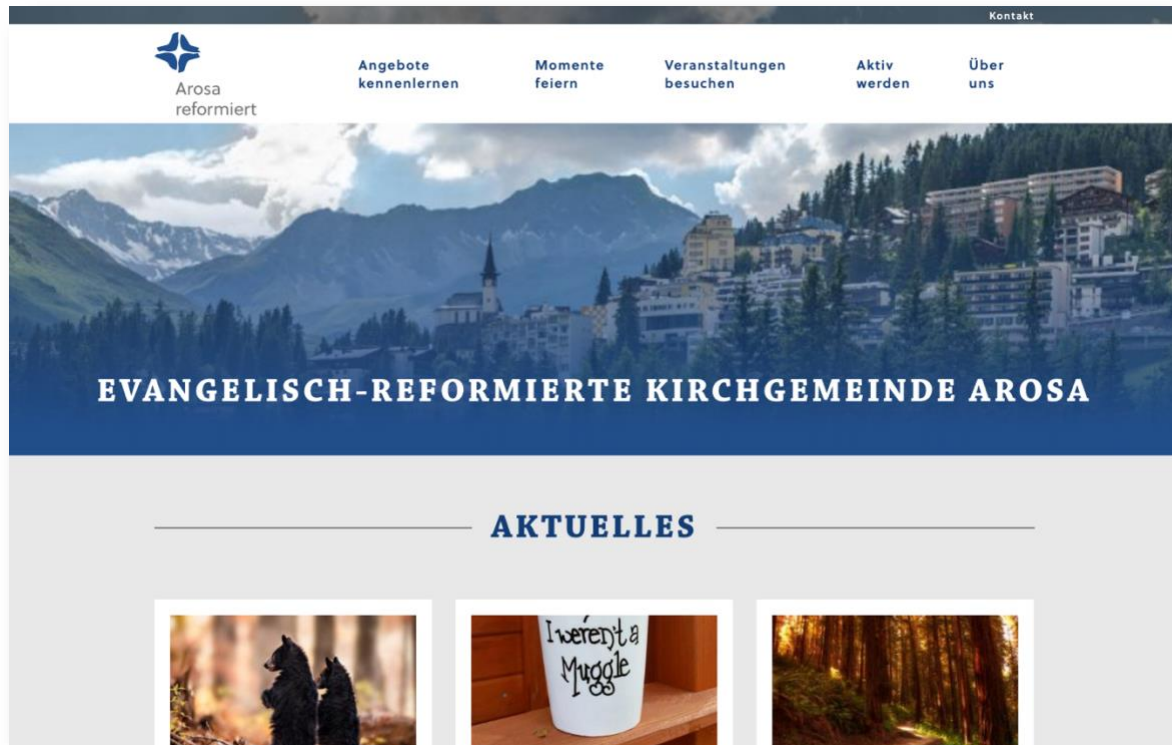 Kontakt
Arosa
reformiert
Angebote
kennenlernen
Momente
feiern
Veranstaltungen
besuchen
Aktiv
werden
Über
uns
EVANGELISCH-REFORMIERTE KIRCHGEMEINDE AROSA
AKTUELLES
I weren't a
Muggle